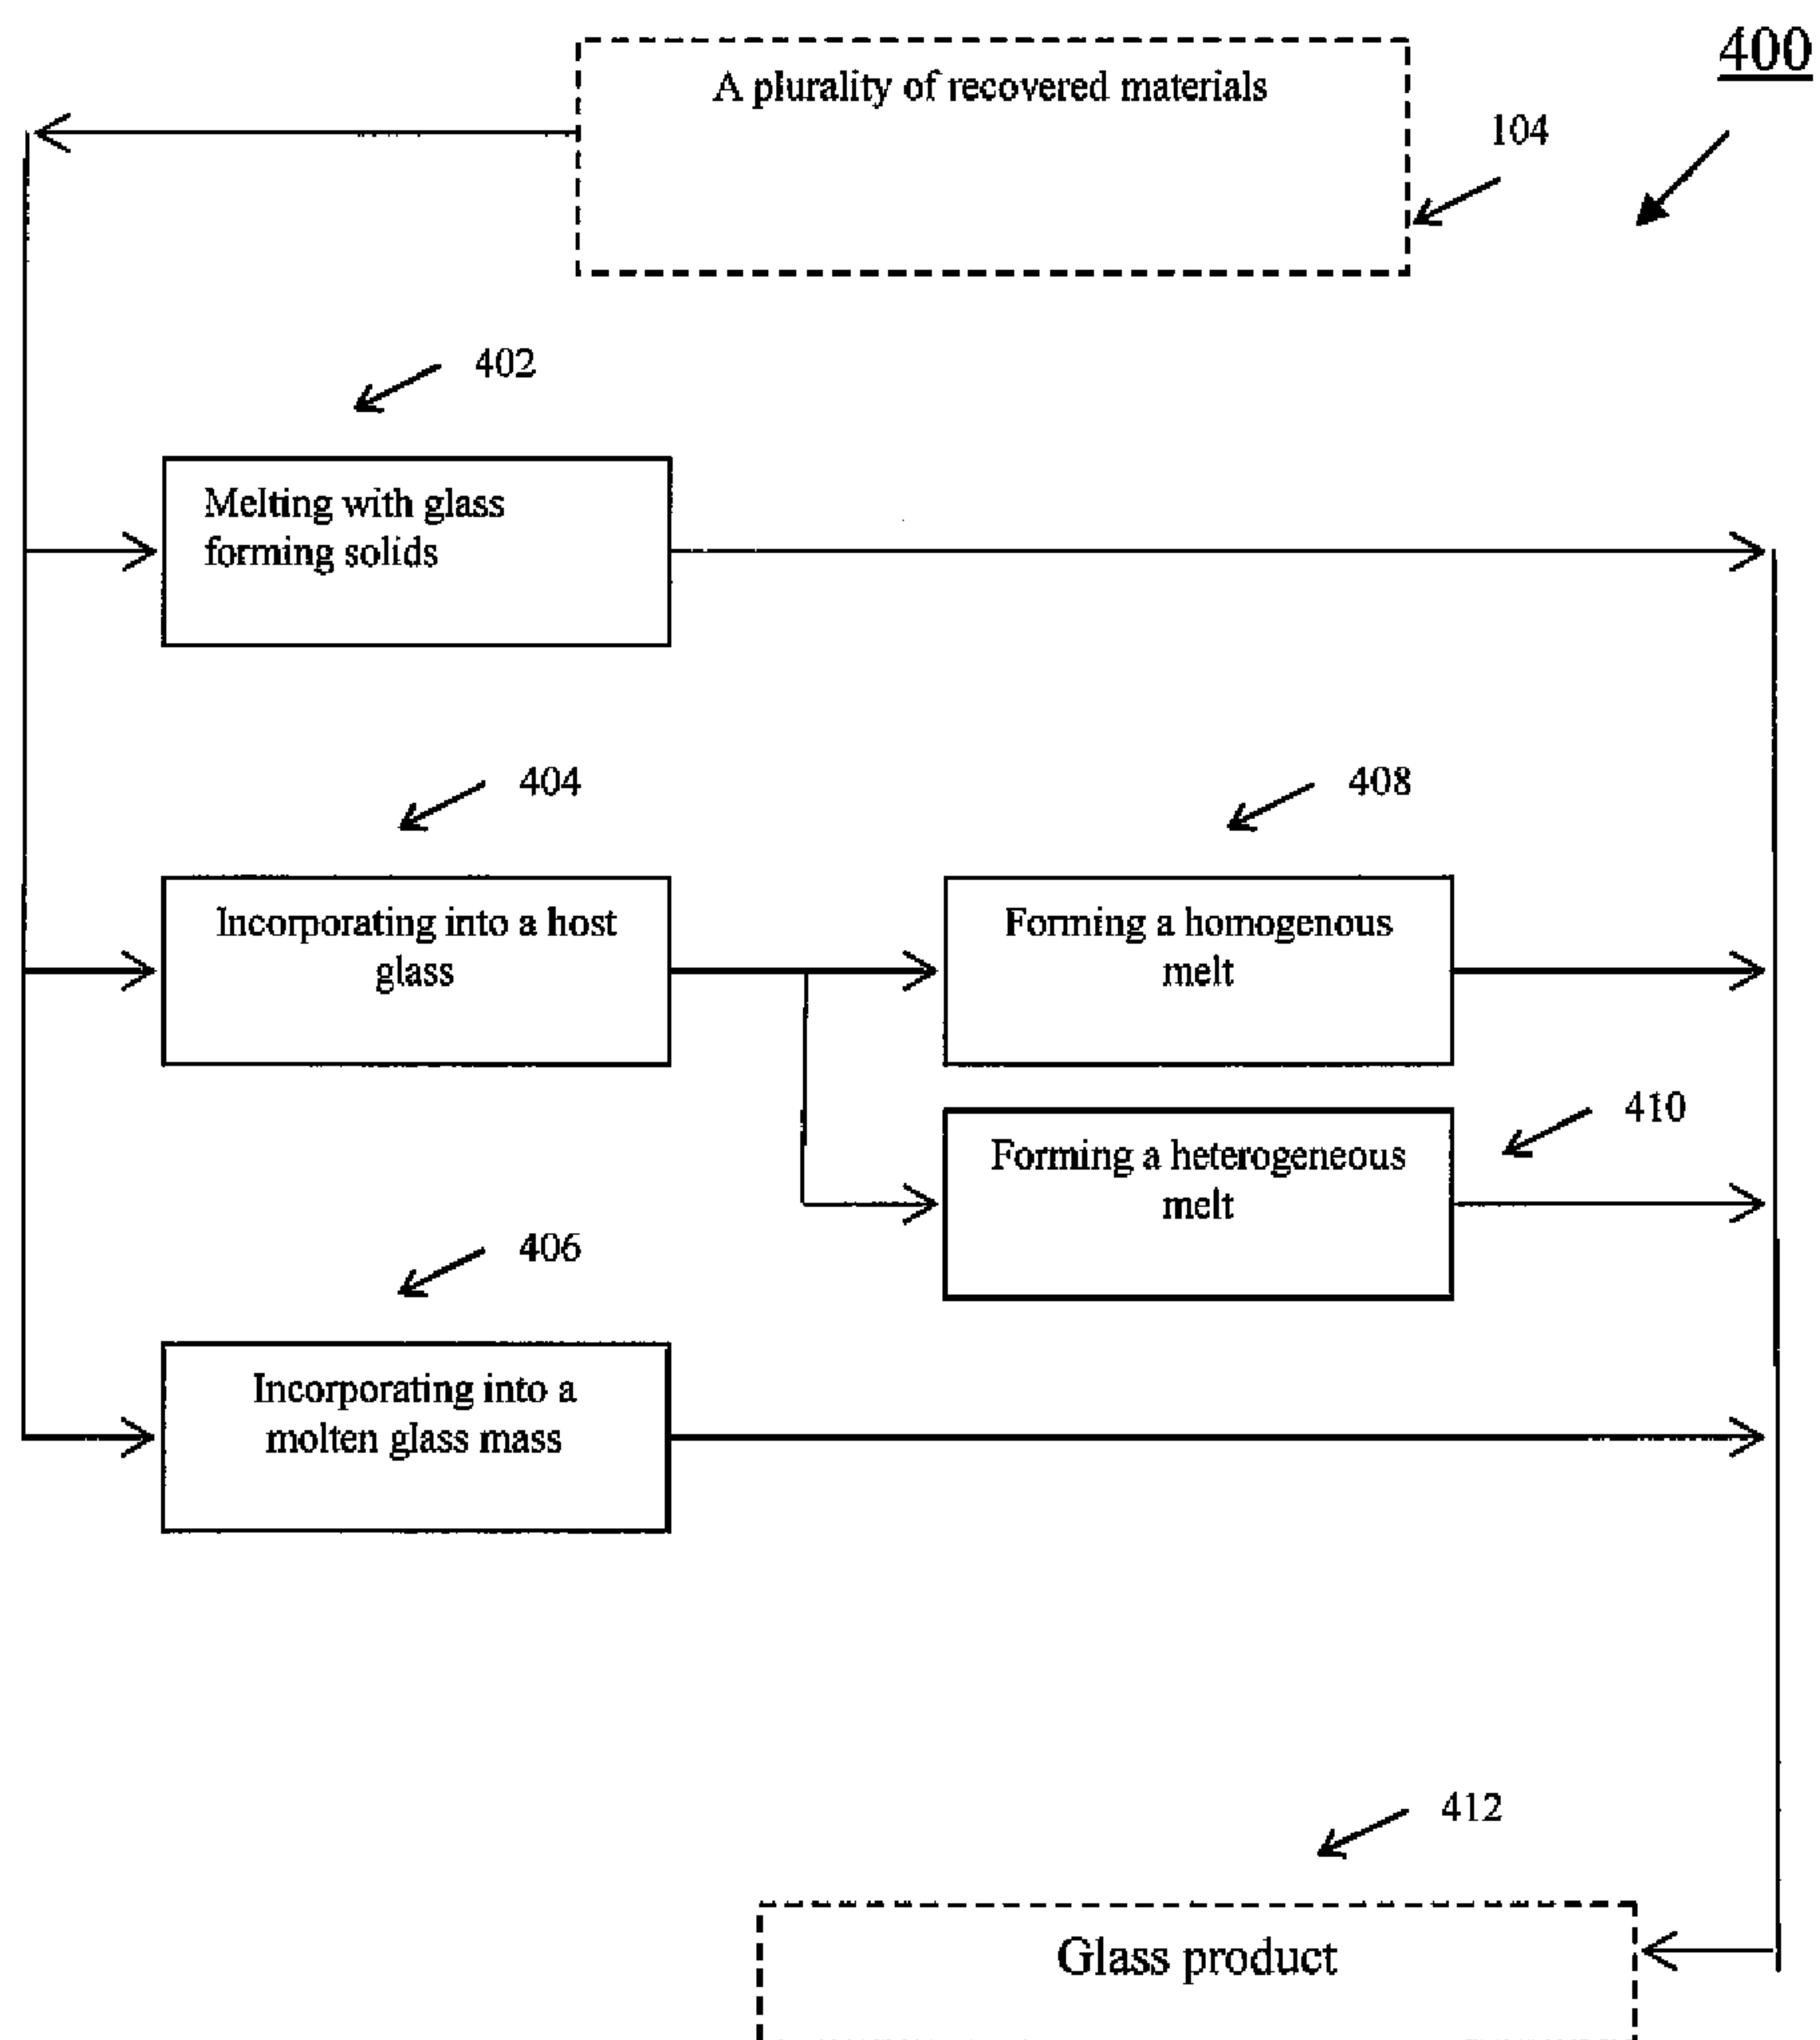 400
A plurality of recovered materials
104
402
Melting with glass
forming solids
404
408
Incorporating into a host
glass
Forming a homogenous
melt
410
Forming a heterogeneous
melt
406
Incorporating into a
molten glass mass
412
Glass product